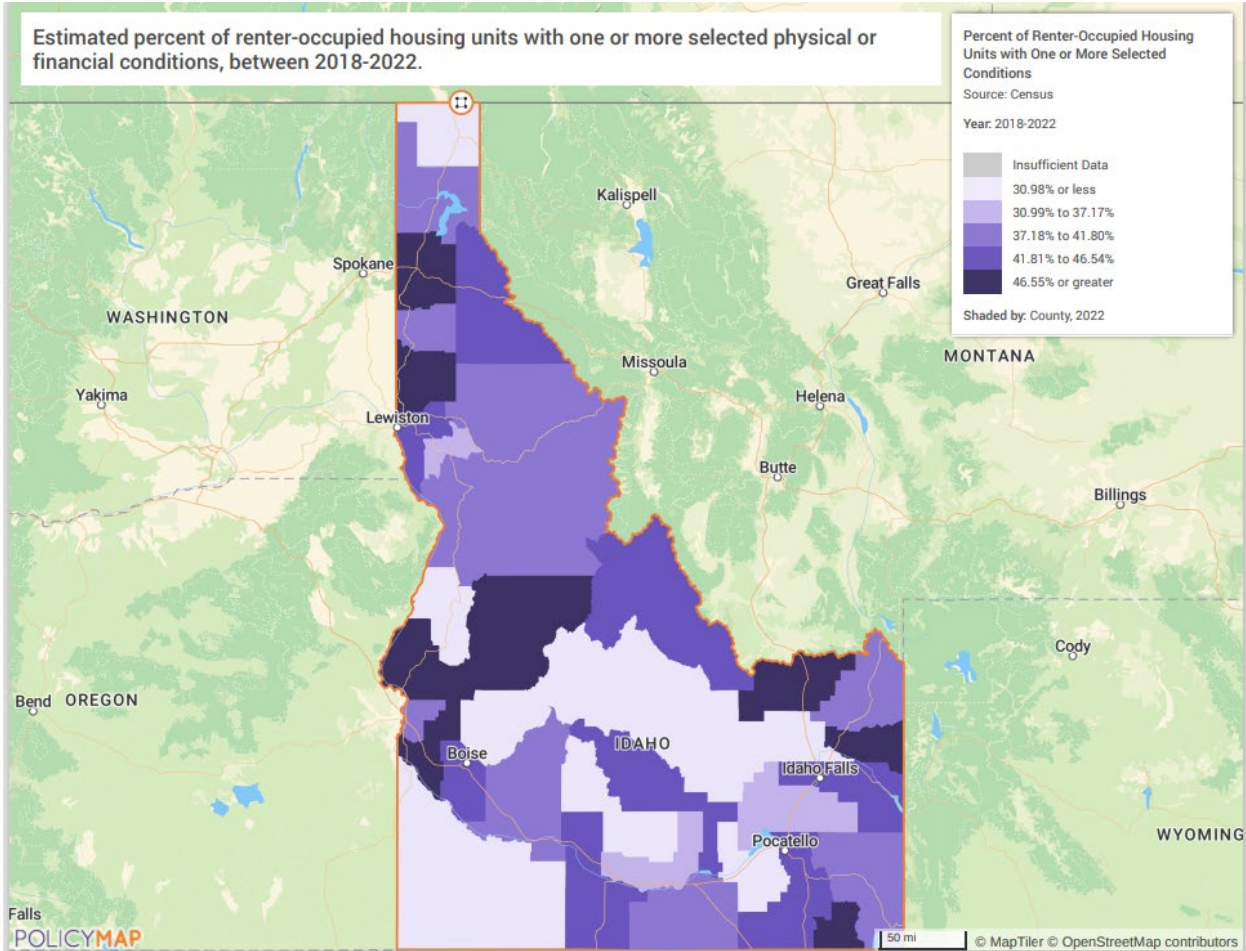 Estimated percent of renter-occupied housing units with one or more selected physical or
financial conditions, between 2018-2022.
Percent of Renter-Occupied Housing
Units with One or More Selected
Conditions
Source: Census
Year: 2018-2022
Insufficient Data
30.98% or less
30.99% to 37.17%
37.18% to 41.80%
41.81% to 46.54%
46.55% or greater
Shaded by: County, 2022
Kalispell
Spokane
Great Falls
WASHINGTON
MONTANA
Missoula
Yakima
Helena
Lewiston
Butte
Billings
Cody
Bend
OREGON
IDAHO
Boise
Idaho Falls
WYOMING
Pocatello
Falls
POLICYMAP
50 mi
© MapTiler © OpenStreetMap contributors